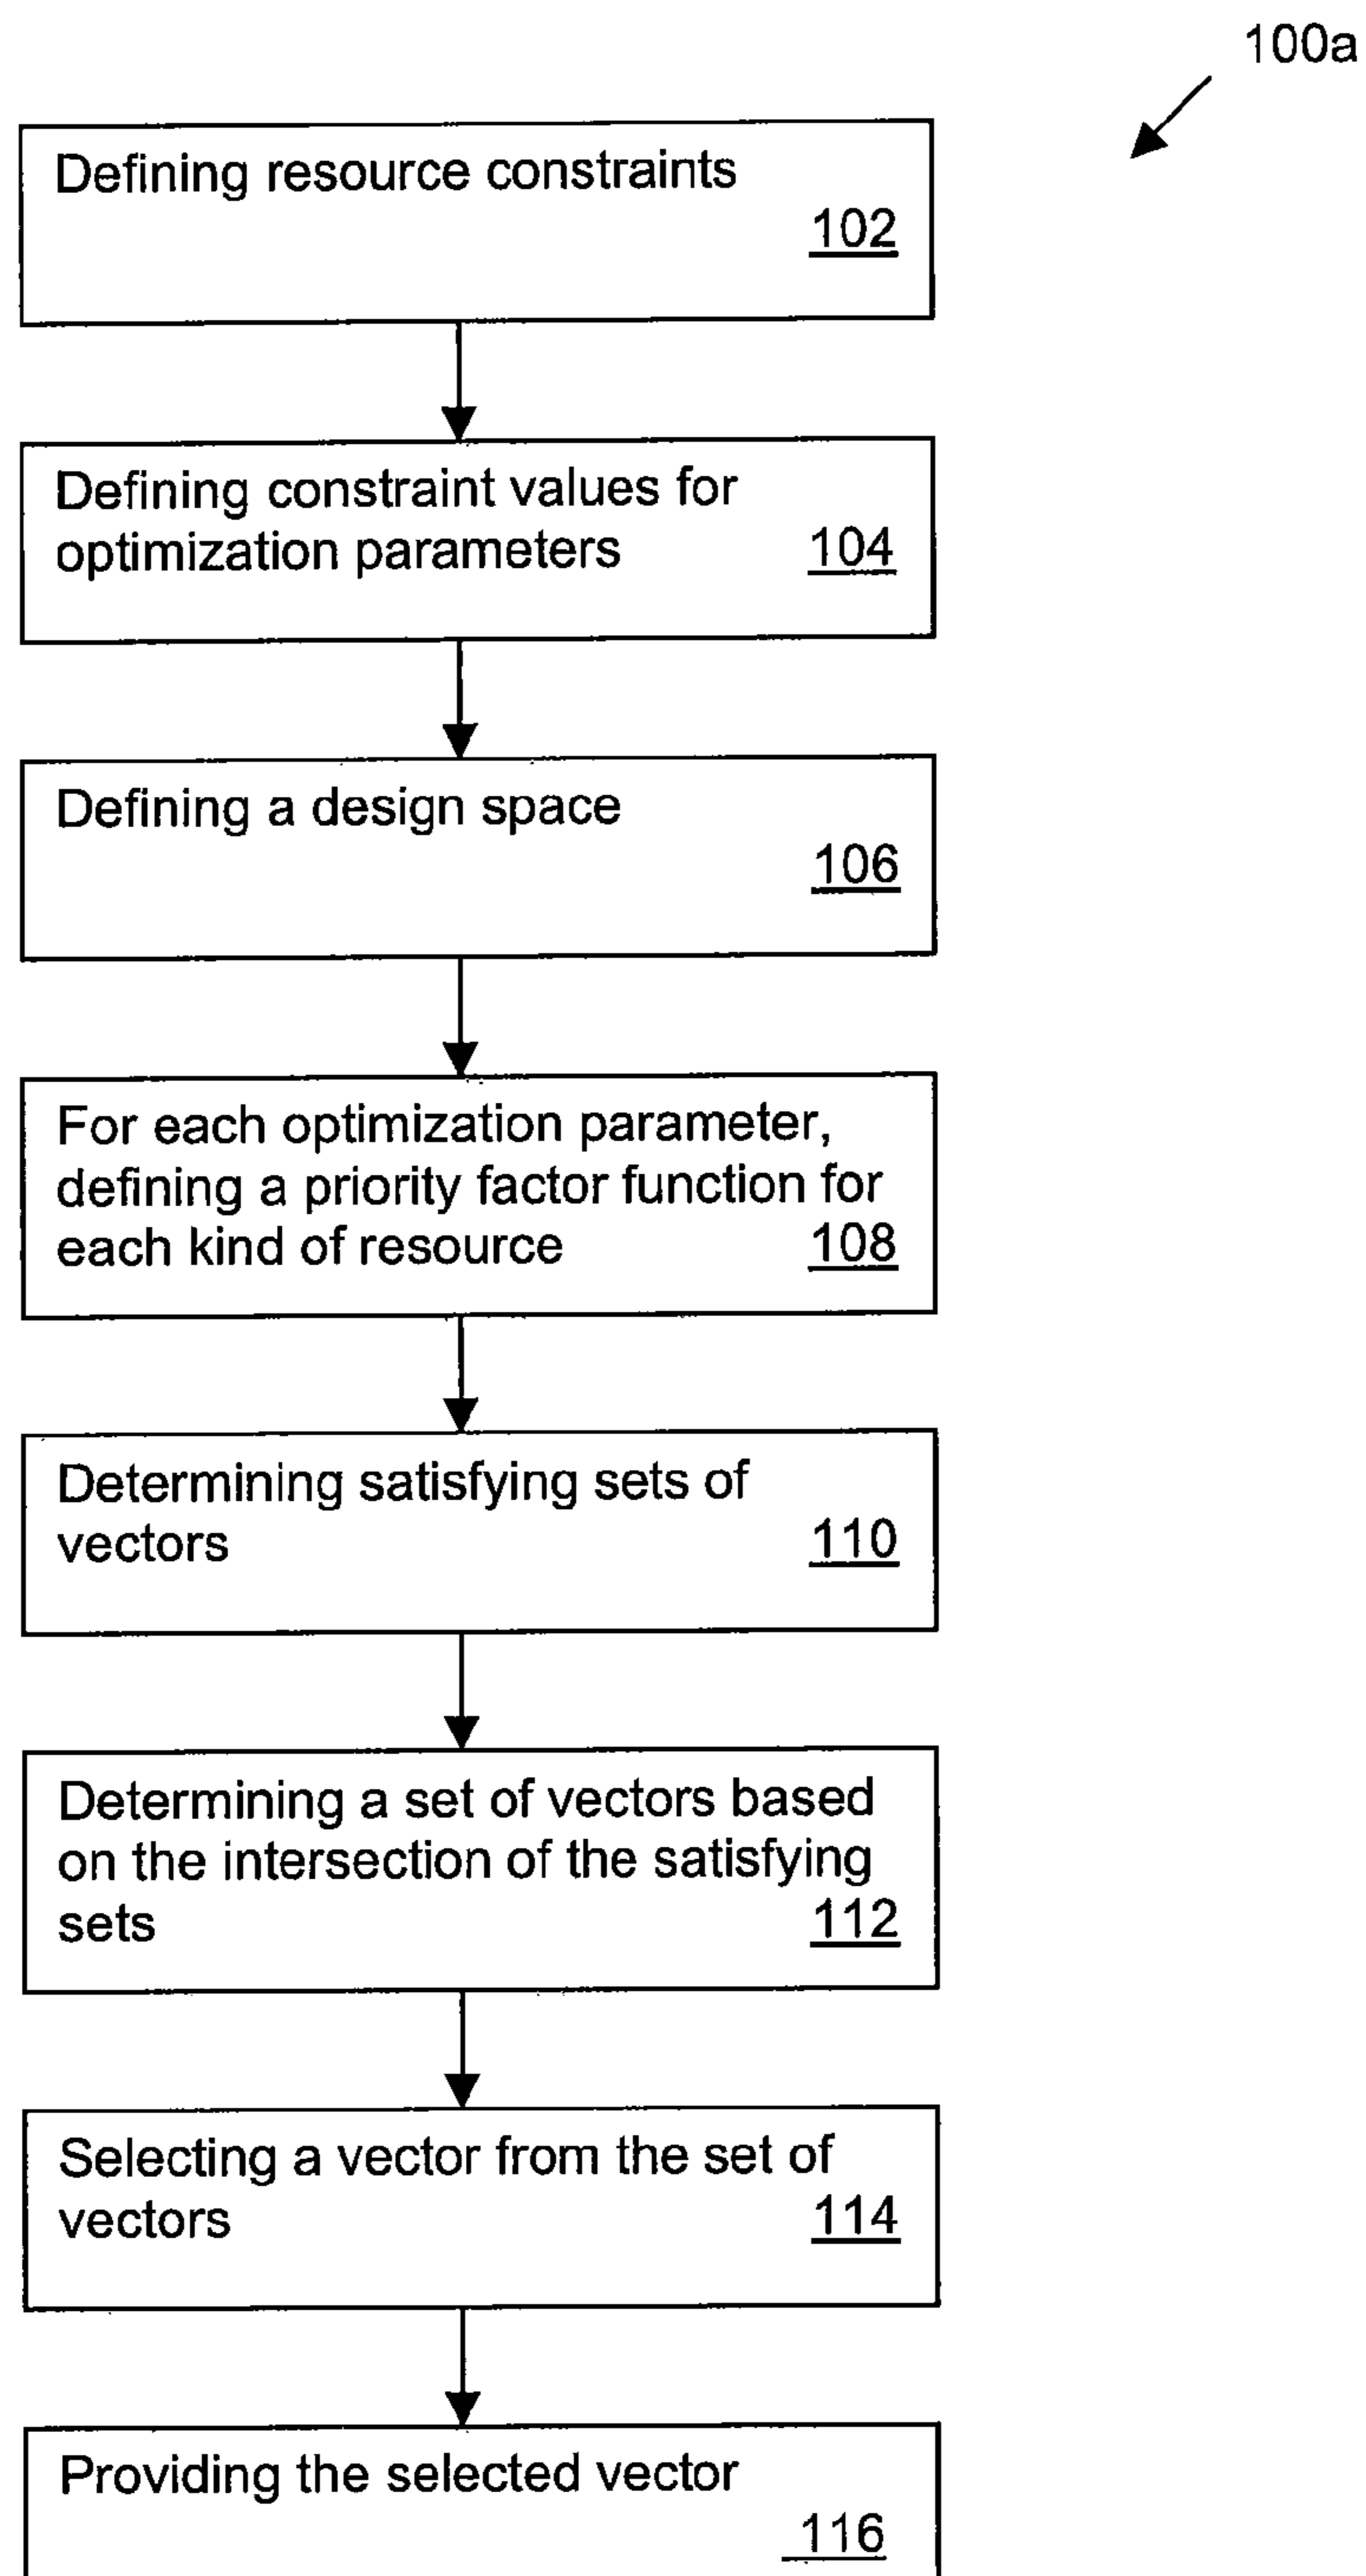 100a
Defining resource constraints
102
Defining constraint values for
optimization parameters 104
Defining a design space
106
For each optimization parameter,
defining a priority factor function for
each kind of resource 108
Determining satisfying sets of
vectors 110
Determining a set of vectors based
on the intersection of the satisfying
sets 112
Selecting a vector from the set of
vectors 114
Providing the selected vector
116